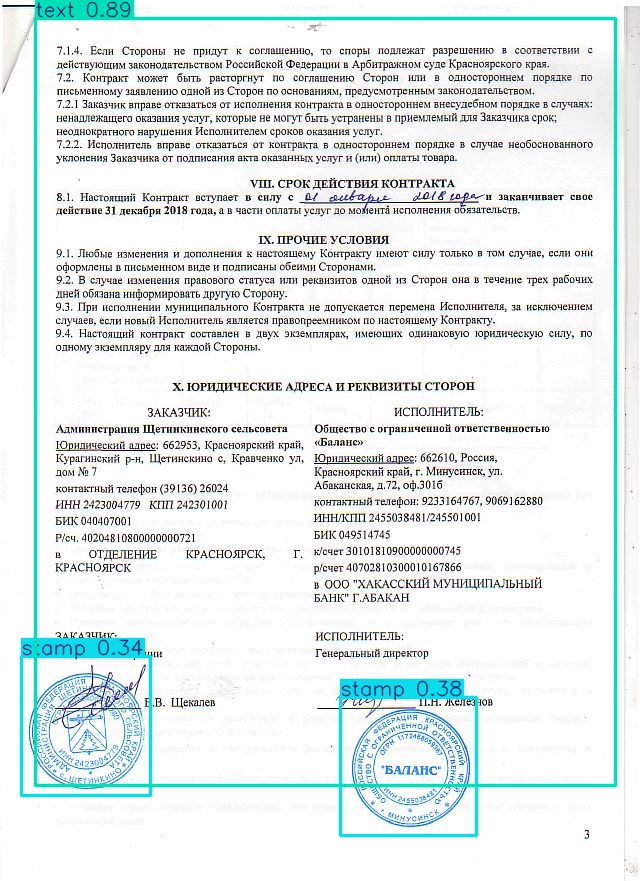 text 0.89
7.1.4. Если Стороны не придут к соглашению, то споры подлежат разрешению в соответствии с
действующим законодательством Российской Федерации в Арбитражном суде Красноярского края.
7.2. Контракт может быть расторгнут по соглашению Сторон или в одностороннем порядке по
письменному заявлению одной из Сторон по основаниям, предусмотренным законодательством.
7.2.1 Заказчик вправе отказаться от исполнения контракта в одностороннем внесудебном порядке в случаях:
ненадлежащего оказания услуг, которые не могут быть устранены в приемлемый для Заказчика срок;
неоднократного нарушения Исполнителем сроков оказания услуг.
7.2.2. Исполнитель вправе отказаться от контракта в одностороннем порядке в случае необоснованного
уклонения Заказчика от подписания акта оказанных услуг и (или) оплаты товара.
VIII. СРОК ДЕЙСТВИЯ КОНТРАКТА
8.1. Настоящий Контракт вступает в силу с 01 января 2018 года и заканчивает свое
действие 31 декабря 2018 года, а в части оплаты услуг до момента исполнения обязательств.
IX. ПРОЧИЕ УСЛОВИЯ
9.1. Любые изменения и дополнения к настоящему Контракту имеют силу только в том случае, если они
оформлены в письменном виде и подписаны обеими Сторонами.
9.2. В случае изменения правового статуса или реквизитов одной из Сторон она в течение трех рабочих
дней обязана информировать другую Сторону.
9.3. При исполнении муниципального Контракта не допускается перемена Исполнителя, за исключением
случаев, если новый Исполнитель является правопреемником по настоящему Контракту.
9.4. Настоящий контракт составлен в двух экземплярах, имеющих одинаковую юридическую силу, по
одному экземпляру для каждой Стороны.
X. ЮРИДИЧЕСКИЕ АДРЕСА И РЕКВИЗИТЫ СТОРОН
ЗАКАЗЧИК:
Администрация Щетинкинского сельсовета
Юридический адрес: 662953, Красноярский край,
Курагинский р-н, Щетинскино с, Кравченко ул,
дом № 7
контактный телефон (39136) 26024
ИНН 2423004779 КПП 242301001
БИК 040407001
Р/сч. 40204810800000000721
в ОТДЕЛЕНИЕ КРАСНОЯРСК, Г.
КРАСНОЯРСК
ИСПОЛНИТЕЛЬ:
Общество с ограниченной ответственностью
«Баланс»
Юридический адрес: 662610, Россия,
Красноярский край, г. Минусинск, ул.
Абаканская, д.72, оф.301б
контактный телефон: 9233164767, 9069162880
ИНН/КПП 2455038481/245501001
БИК 049514745
к/счет 30101810900000000745
р/счет 40702810300010167866
в ООО "ХАКАССКИЙ МУНИЦИПАЛЬНЫЙ
БАНК" Г.АБАКАН
ЗАКАЗЧИК:
stamp 0.34
В.В. Щекалев
ИНН 2423004779
ИСПОЛНИТЕЛЬ:
Генеральный директор
stamp 0.38
П.Н. Железнов
РОССИЙСКАЯ ФЕДЕРАЦИЯ КРАСНОЯРСКИЙ КРАЙ
"БАЛАНС"
ИНН 2455038481
г. МИНУСИНСК
3